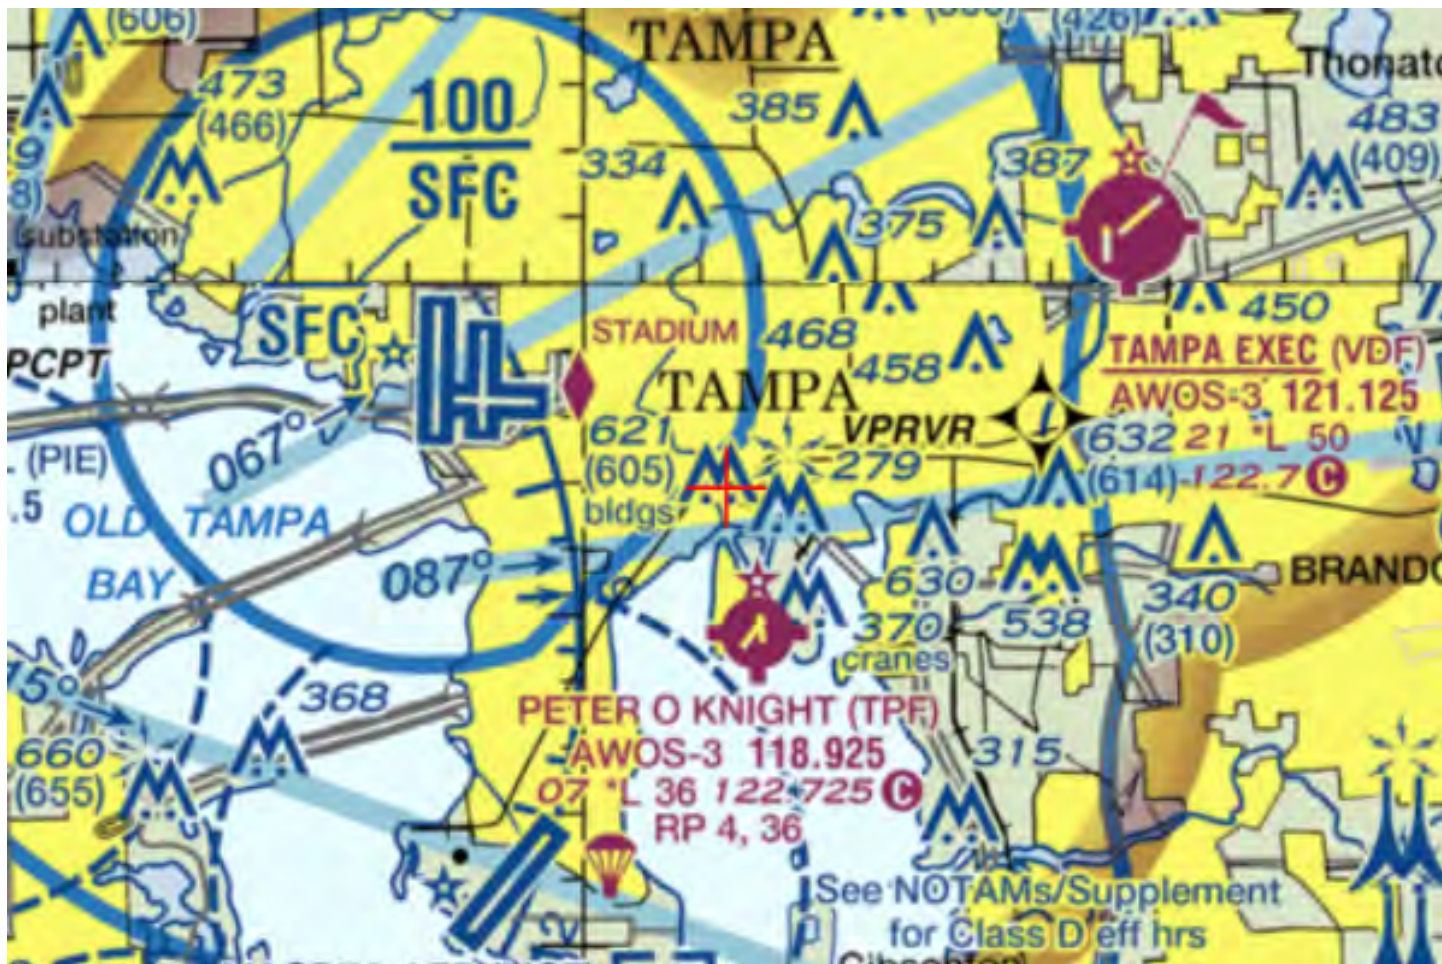 (606)
TAMPA
(426)
Thonato
473
(466)
100
SFC
385
483
(409)
334
387
9
8)
375
substation
plant
SFC
STADIUM
468
450
PCPT
TAMPA
458
TAMPA EXEC (VDF)
AWOS-3 121.125
067°
621
(605)
bldgs
VPRVR
279
632
(614)
21 *L 50
122.7 C
(PIE)
.5
OLD TAMPA
BAY
087°
630
BRANDO
370
cranes
538
340
(310)
15°
368
PETER O KNIGHT (TPF)
AWOS-3 118.925
07 *L 36 122.725 C
RP 4, 36
315
660
(655)
See NOTAMs/Supplement
for Class D eff hrs